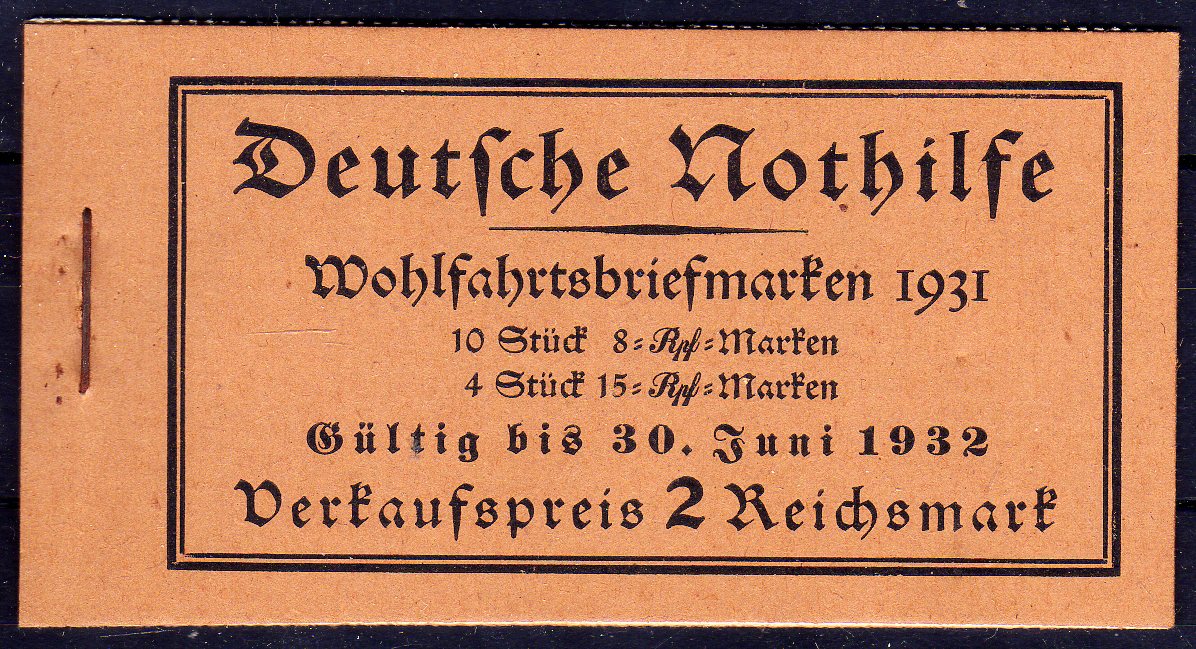 Deutſche Nothilfe
Wohlfahrtsbriefmarken 1931
10 Stück 8=Rpf=Marken
4 Stück 15=Rpf=Marken
Gültig bis 30. Juni 1932
Verkaufspreis 2 Reichsmark